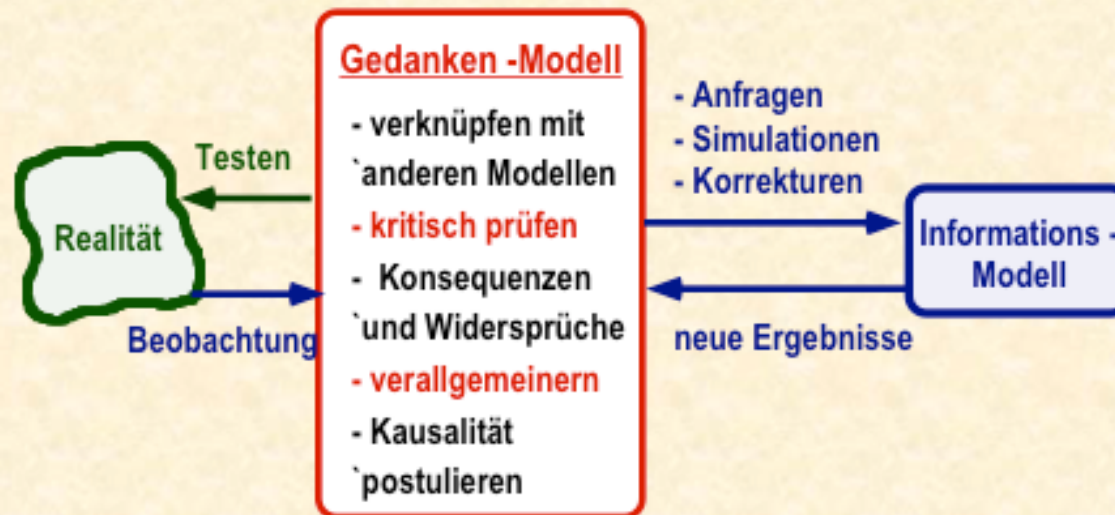 Gedanken -Modell
- verknüpfen mit
`anderen Modellen
- kritisch prüfen
- Konsequenzen
`und Widersprüche
- verallgemeinern
- Kausalität
`postulieren
Testen
Realität
Beobachtung
- Anfragen
- Simulationen
- Korrekturen
neue Ergebnisse
Informations -
Modell